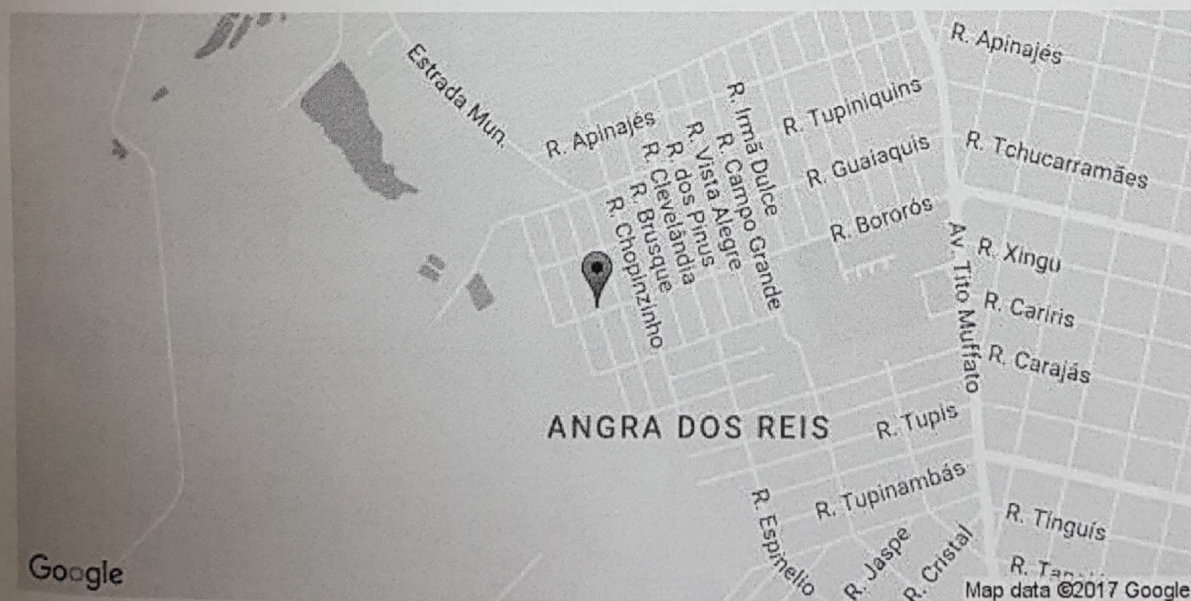 R. Apinajés
Estrada Mun.
R. Apinajés
R. Irmã Dulce
R. Tupiniquins
R. Campo Grande
R. Vista Alegre
R. dos Pinus
R. Clevelândia
R. Brusque
R. Chopinzinho
R. Guaiaquis
R. Tchucarramães
R. Bororós
Av. Tito Muffato
R. Xingu
R. Cariris
R. Carajás
ANGRA DOS REIS
R. Tupis
R. Tupinambás
R. Espinelio
R. Jaspe
R. Cristal
R. Tinguís
R.
Google
Map data ©2017 Google